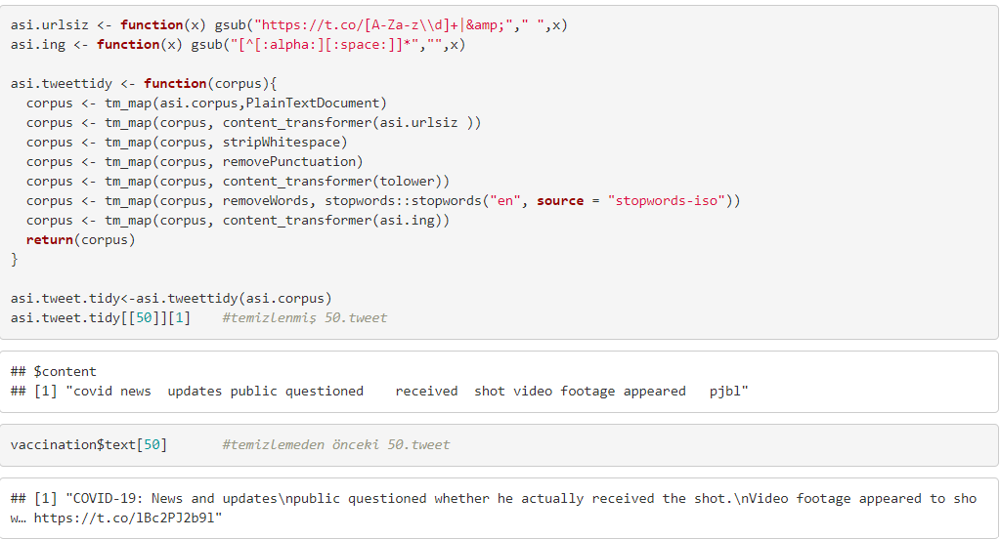 asi.urlsiz <- function(x) gsub("https://t.co/[A-Za-z\\d]+|&amp;"," ",x)
asi.ing <- function(x) gsub("[^[:alpha:][:space:]]*","",x)

asi.tweettidy <- function(corpus){
  corpus <- tm_map(asi.corpus,PlainTextDocument)
  corpus <- tm_map(corpus, content_transformer(asi.urlsiz ))
  corpus <- tm_map(corpus, stripWhitespace)
  corpus <- tm_map(corpus, removePunctuation)
  corpus <- tm_map(corpus, content_transformer(tolower))
  corpus <- tm_map(corpus, removeWords, stopwords::stopwords("en", source = "stopwords-iso"))
  corpus <- tm_map(corpus, content_transformer(asi.ing))
  return(corpus)
}

asi.tweet.tidy<-asi.tweettidy(asi.corpus)
asi.tweet.tidy[[50]][1]    #temizlenmiş 50.tweet

## $content
## [1] "covid news  updates public questioned    received  shot video footage appeared   pjbl"

vaccination$text[50]       #temizlemeden önceki 50.tweet

## [1] "COVID-19: News and updates\npublic questioned whether he actually received the shot.\nVideo footage appeared to sho
w… https://t.co/lBc2PJ2b9l"